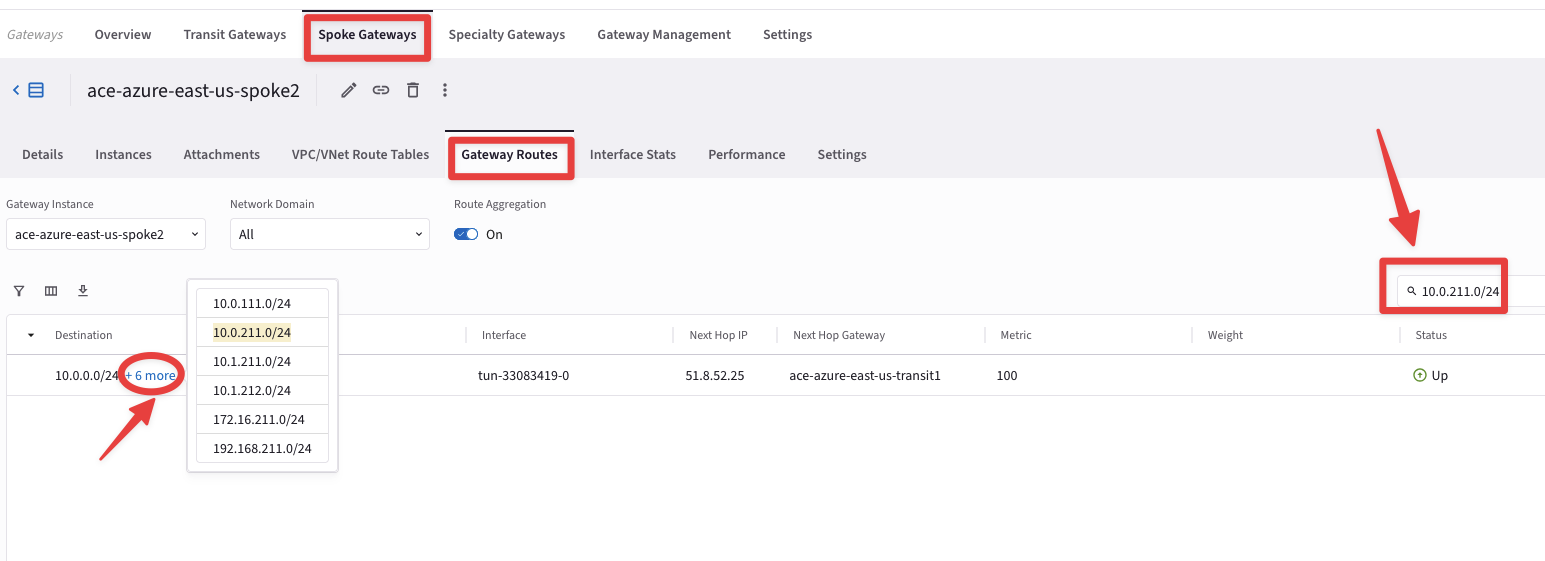 Gateways Overview Transit Gateways Spoke Gateways Specialty Gateways Gateway Management Settings
ace-azure-east-us-spoke2
Details Instances Attachments VPC/VNet Route Tables Gateway Routes Interface Stats Performance Settings
Gateway Instance Network Domain Route Aggregation
ace-azure-east-us-spoke2 All On
10.0.211.0/24
Destination Interface Next Hop IP Next Hop Gateway Metric Weight Status
10.0.0.0/24 + 6 more tun-33083419-0 51.8.52.25 ace-azure-east-us-transit1 100 Up
10.0.111.0/24
10.0.211.0/24
10.1.211.0/24
10.1.212.0/24
172.16.211.0/24
192.168.211.0/24